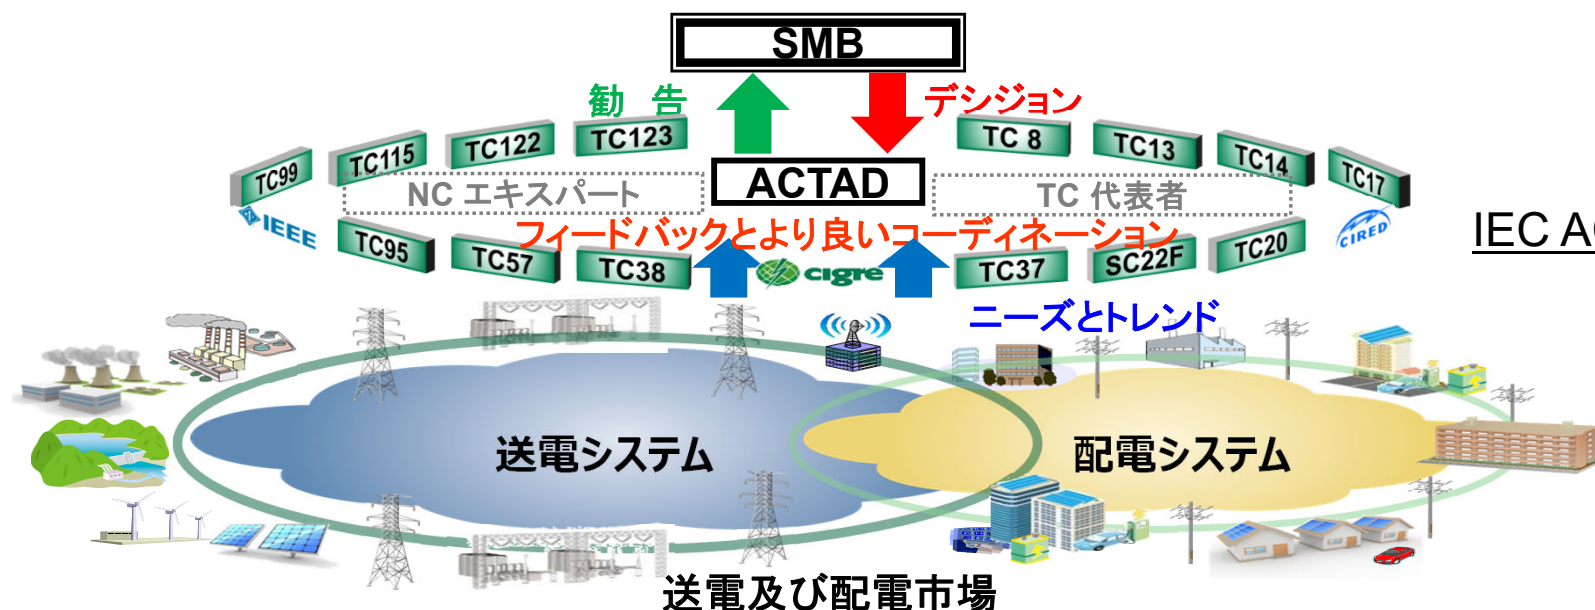 SMB
勧 告
デシジョン
TC99
TC115
TC122
TC123
TC 8
TC13
TC14
TC17
NC エキスパート
ACTAD
TC 代表者
IEEE
フィードバックとより良いコーディネーション
CIRED
IEC AC
TC95
TC57
TC38
cigre
TC37
SC22F
TC20
ニーズとトレンド
送電システム
配電システム
送電及び配電市場